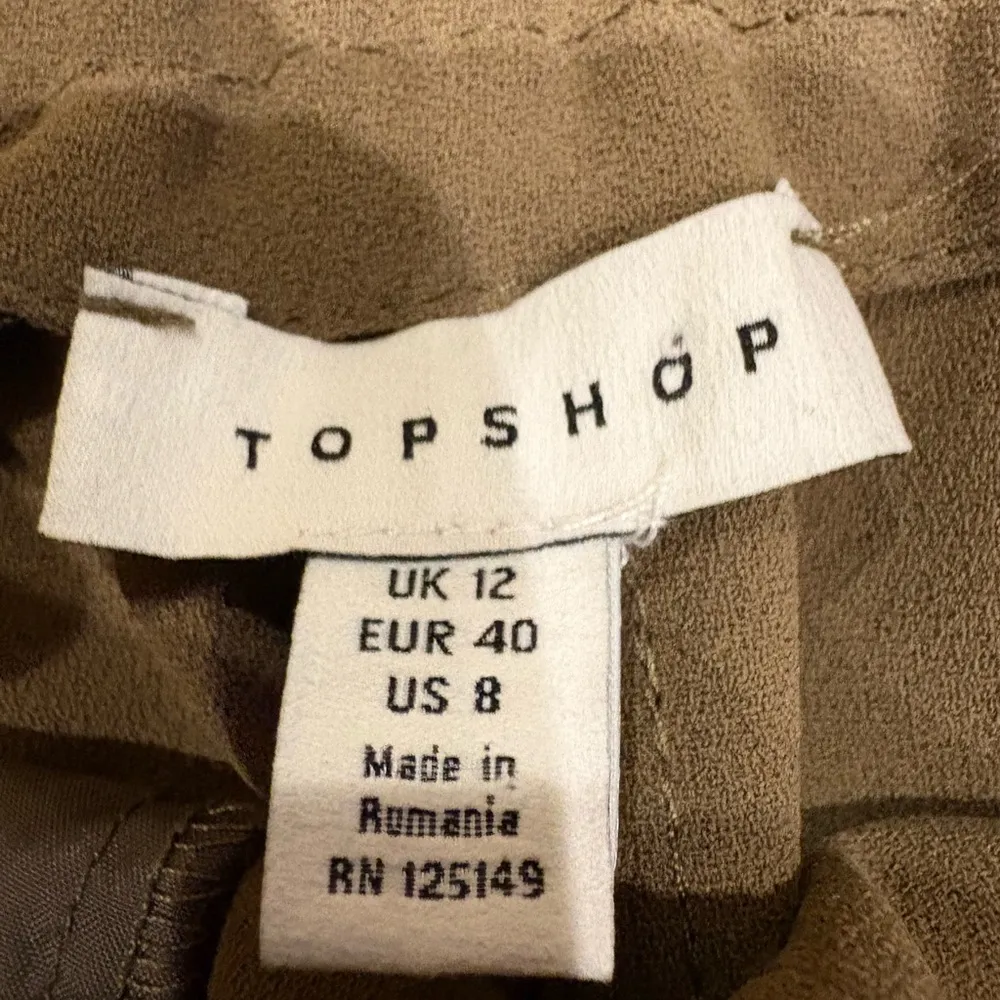 TOPSHOP
UK 12
EUR 40
US 8
Made in
Rumania
RN 125149